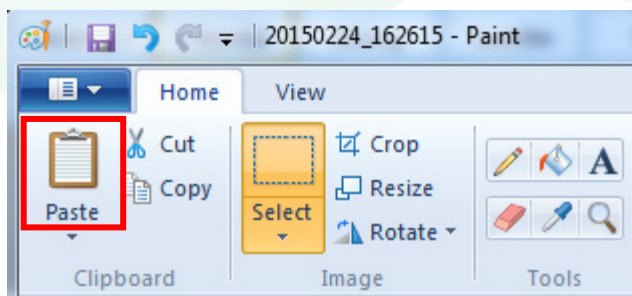 20150224_162615 - Paint
Home View
Cut
Copy
Paste
Clipboard
Select
Crop
Resize
Rotate
Image
A
Tools